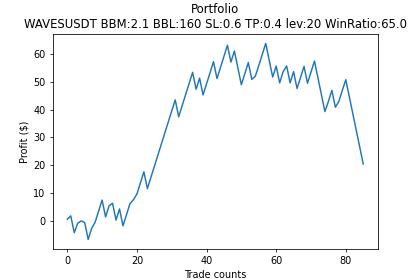 Portfolio
WAVESUSDT BBM:2.1 BBL:160 SL:0.6 TP:0.4 lev:20 WinRatio:65.0
60
50
40
30
20
10
0
Profit ($)
0 20 40 60 80
Trade counts